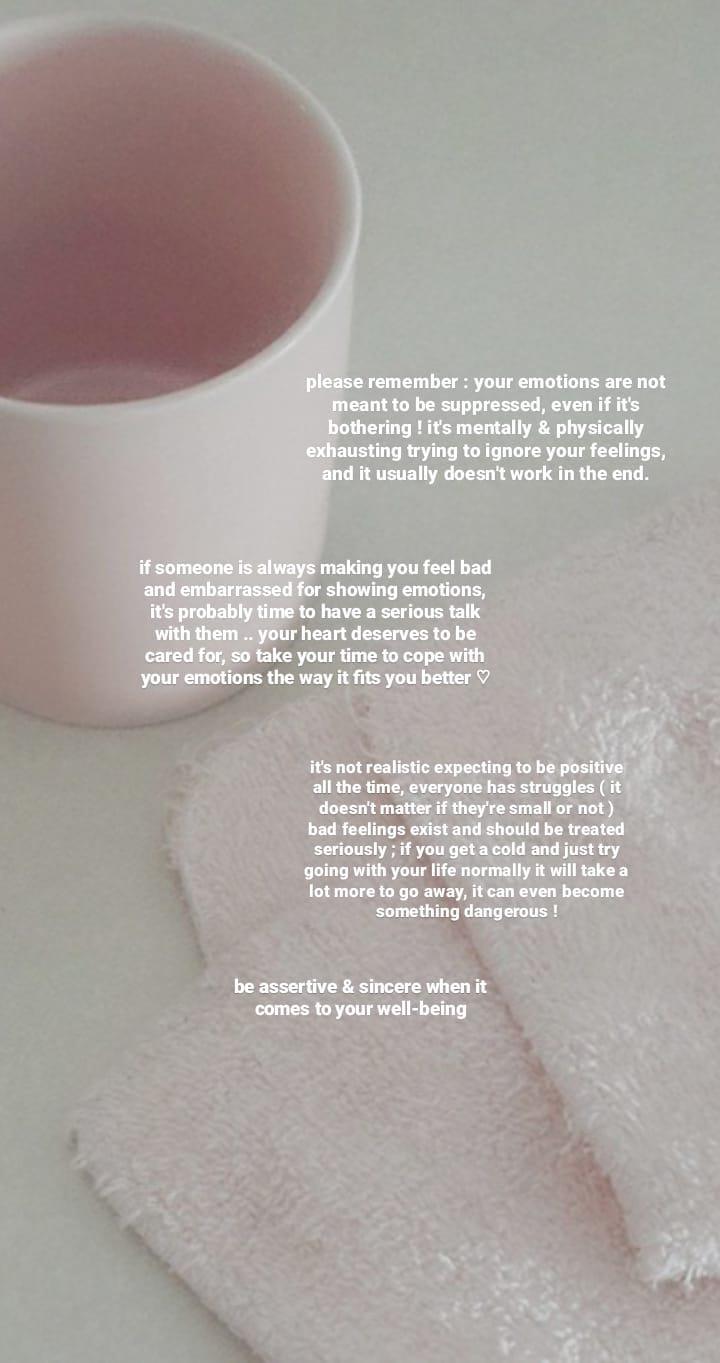 please remember : your emotions are not
meant to be suppressed, even if it's
bothering ! it's mentally & physically
exhausting trying to ignore your feelings,
and it usually doesn't work in the end.
if someone is always making you feel bad
and embarrassed for showing emotions,
it's probably time to have a serious talk
with them .. your heart deserves to be
cared for, so take your time to cope with
your emotions the way it fits you better ♡
it's not realistic expecting to be positive
all the time, everyone has struggles ( it
doesn't matter if they're small or not )
bad feelings exist and should be treated
seriously ; if you get a cold and just try
going with your life normally it will take a
lot more to go away, it can even become
something dangerous !
be assertive & sincere when it
comes to your well-being